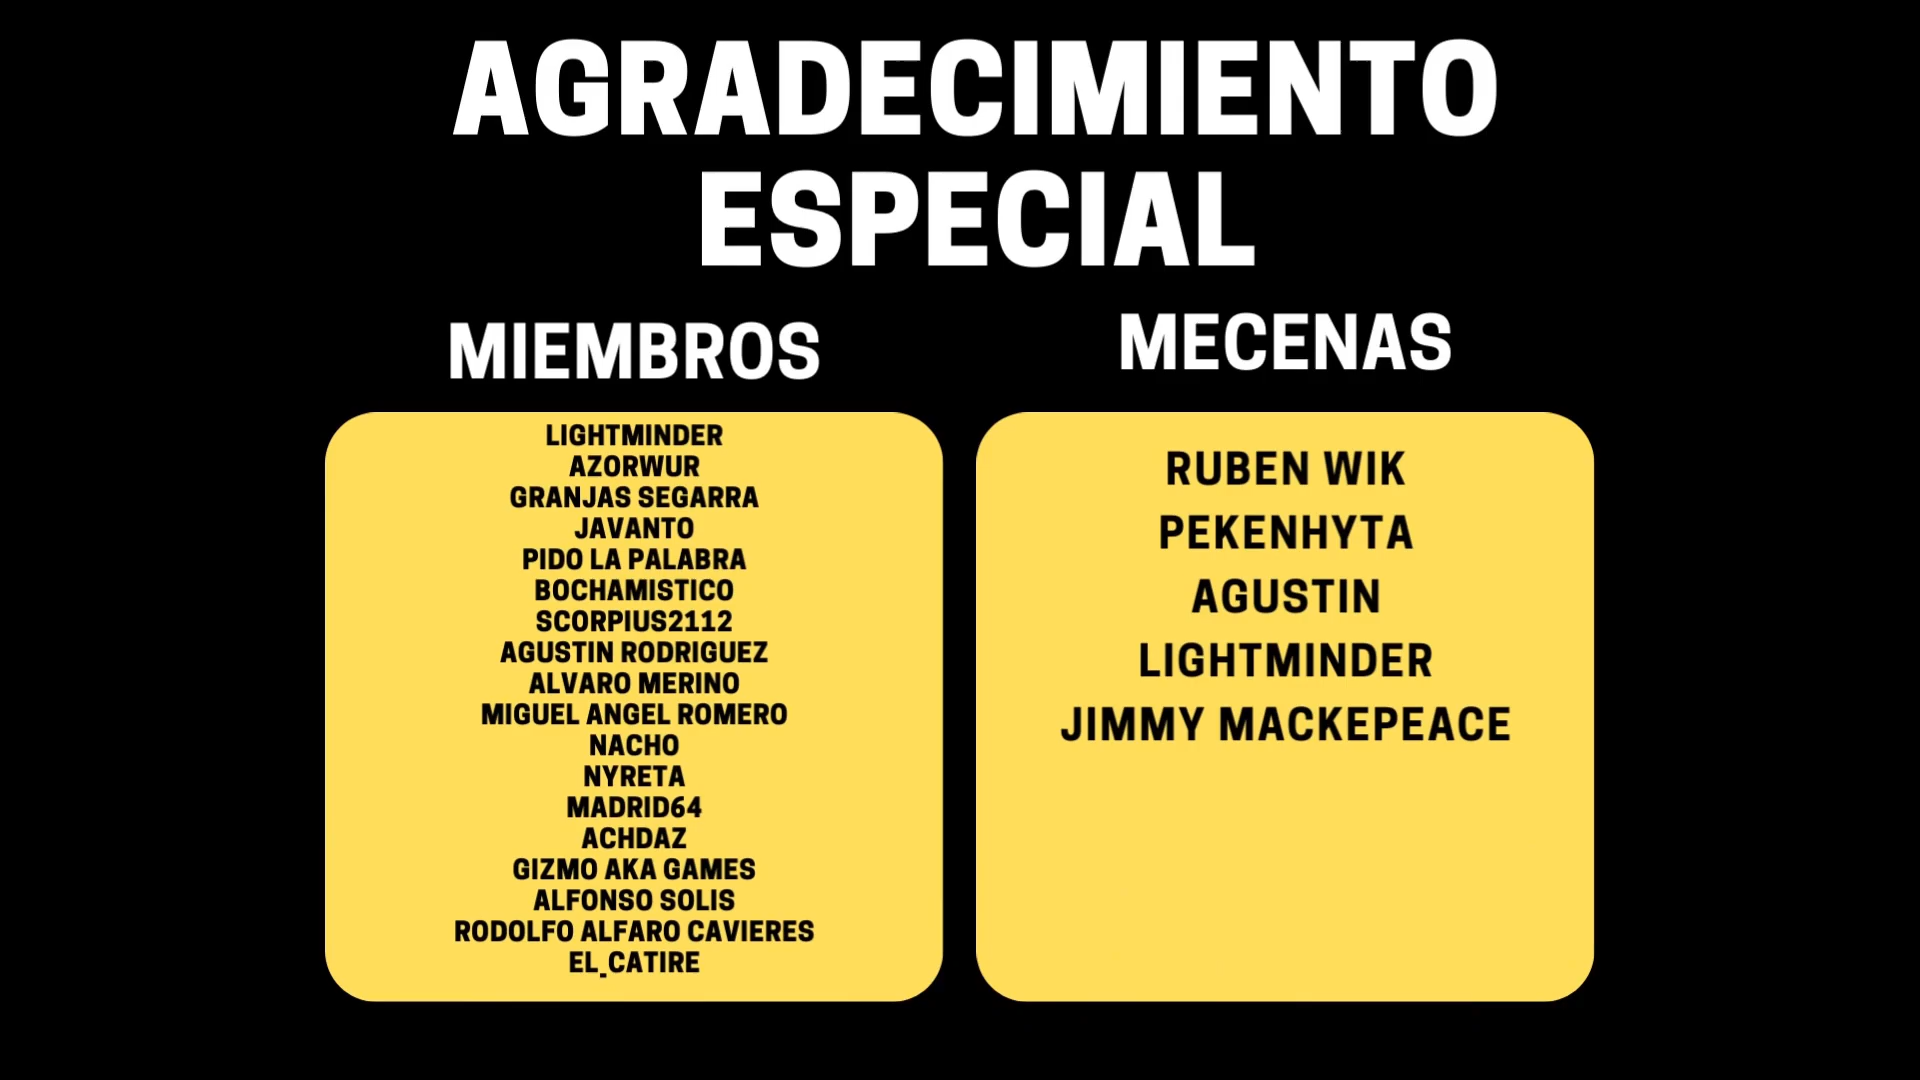 AGRADECIMIENTO
ESPECIAL
MIEMBROS
LIGHTMINDER
AZORWUR
GRANJAS SEGARRA
JAVANTO
PIDO LA PALABRA
BOCHAMISTICO
SCORPIUS2112
AGUSTIN RODRIGUEZ
ALVARO MERINO
MIGUEL ANGEL ROMERO
NACHO
NYRETA
MADRID64
ACHDAZ
GIZMO AKA GAMES
ALFONSO SOLIS
RODOLFO ALFARO CAVIERES
EL_CATIRE
MECENAS
RUBEN WIK
PEKENHYTA
AGUSTIN
LIGHTMINDER
JIMMY MACKEPEACE